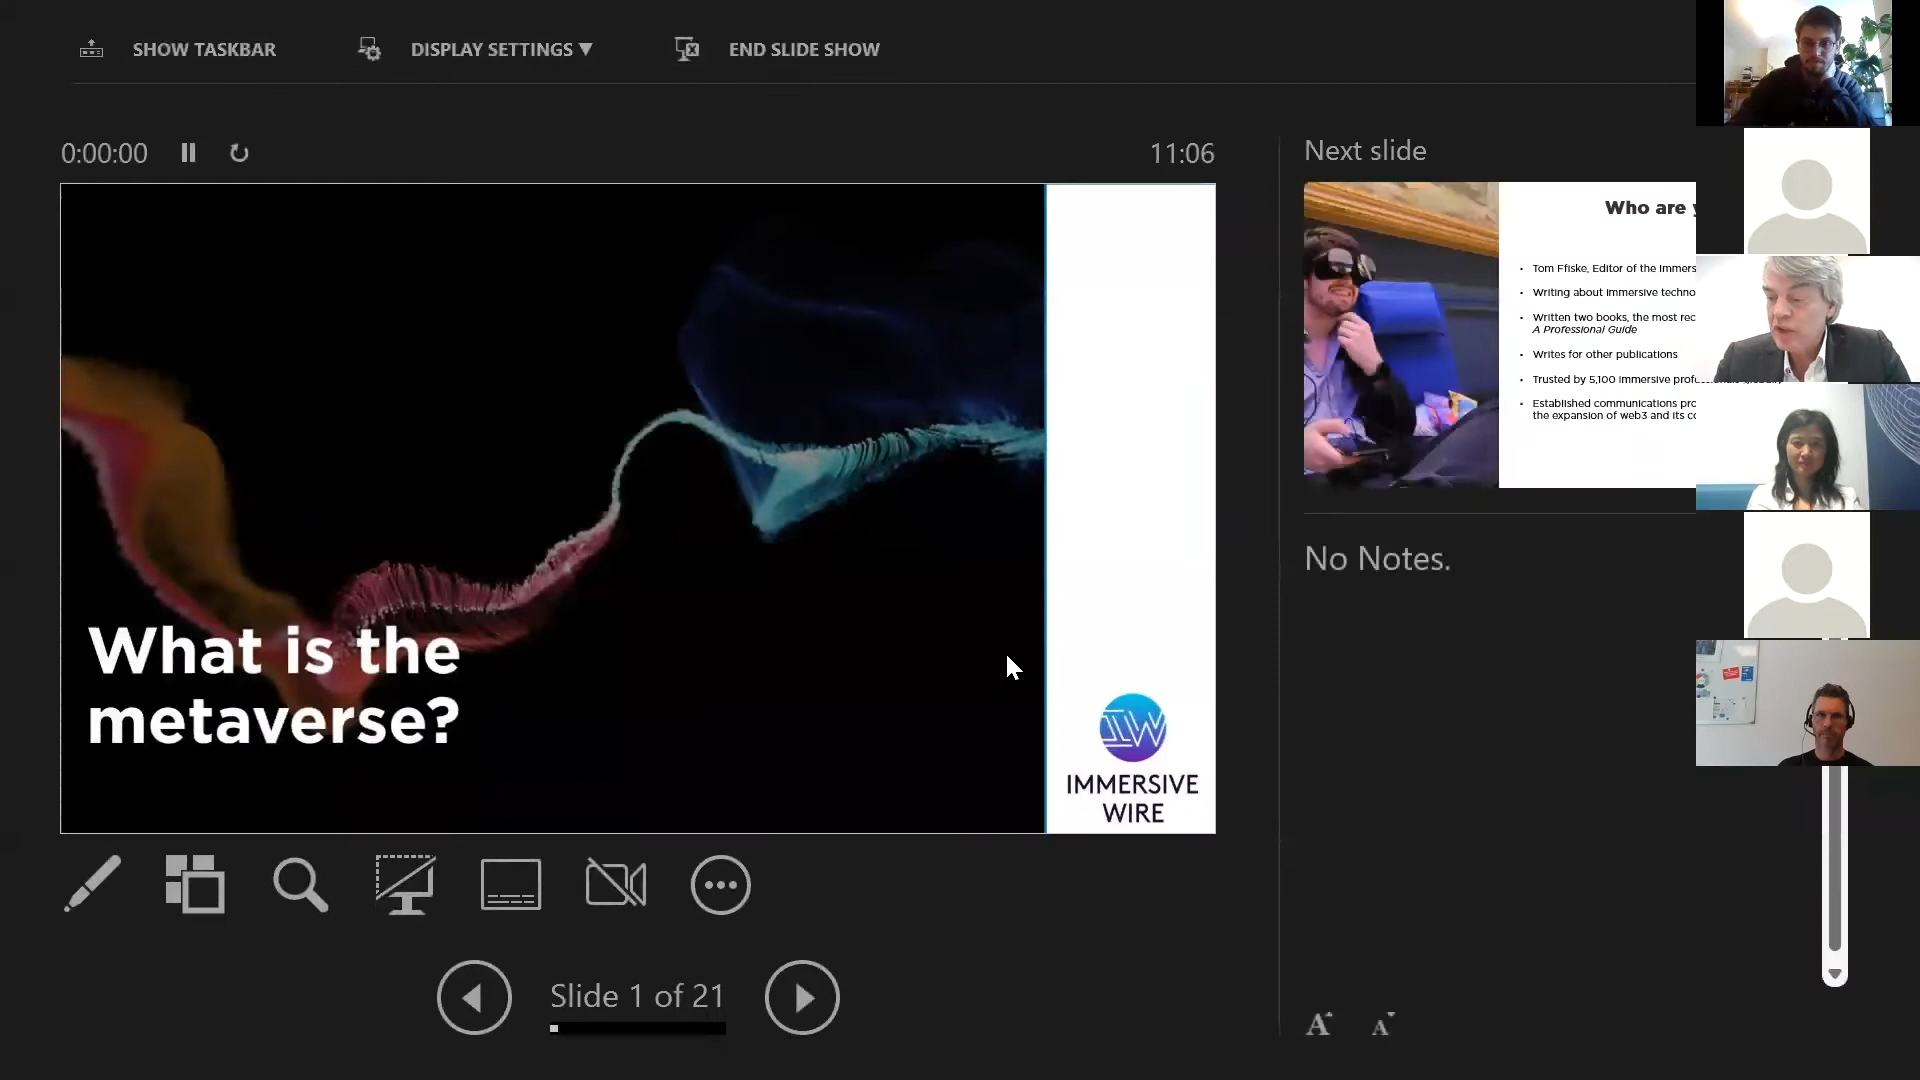 SHOW TASKBAR
DISPLAY SETTINGS ▼
END SLIDE SHOW
0:00:00
11:06
What is the
metaverse?
IW
IMMERSIVE
WIRE
Slide 1 of 21
Next slide
Who are
• Tom Ffiske, Editor of the Immers
• Writing about immersive techno
• Written two books, the most rec
A Professional Guide
• Writes for other publications
• Trusted by 5,100 immersive prof
• Established communications pro
the expansion of web3 and its co
No Notes.
A
A